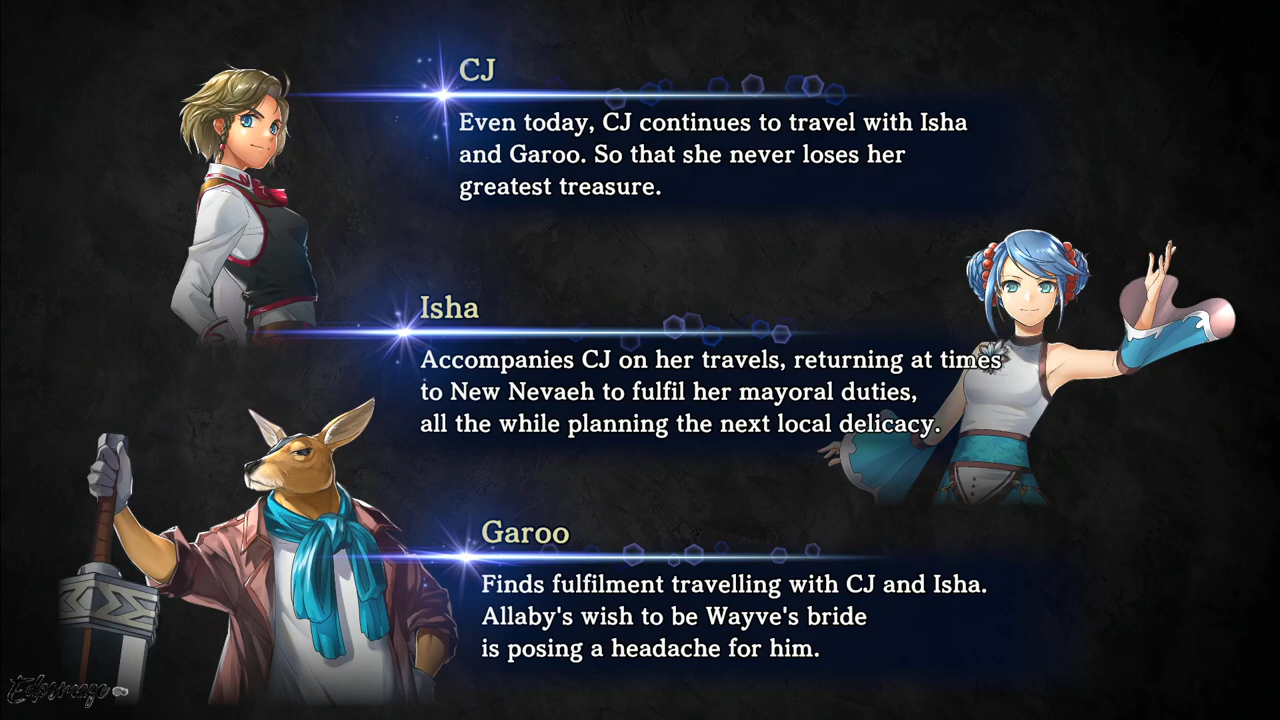 CJ
Even today, CJ continues to travel with Isha
and Garoo. So that she never loses her
greatest treasure.
Isha
Accompanies CJ on her travels, returning at times
to New Nevaeh to fulfil her mayoral duties,
all the while planning the next local delicacy.
Garoo
Finds fulfilment travelling with CJ and Isha.
Allaby's wish to be Wayve's bride
is posing a headache for him.